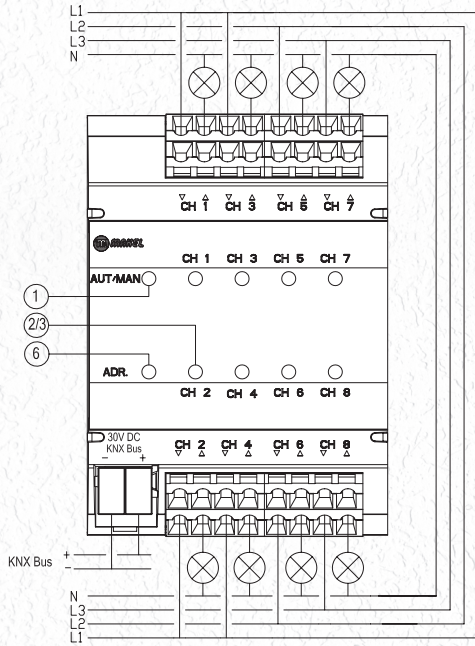 L1
L2
L3
N
CH 1 CH 3 CH 5 CH 7
MAKEL
CH 1 CH 3 CH 5 CH 7
AUT/MAN
1
2/3
6
ADR.
CH 2 CH 4 CH 6 CH 8
30V DC
KNX Bus
- +
CH 2 CH 4 CH 6 CH 8
KNX Bus + -
N
L3
L2
L1